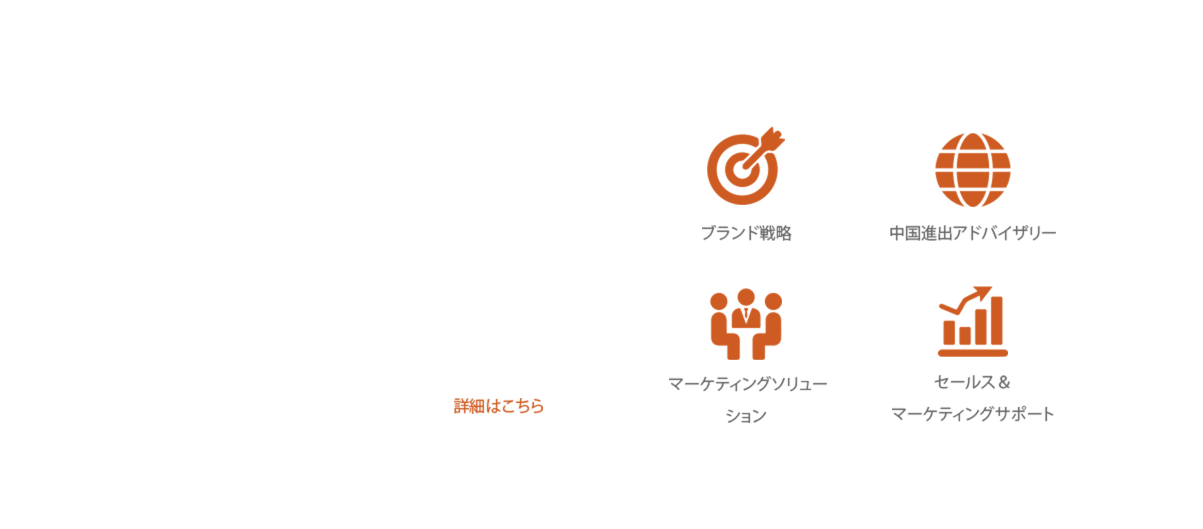 ブランド戦略
中国進出アドバイザリー
マーケティングソリュー
ション
セールス &
マーケティングサポート
詳細はこちら